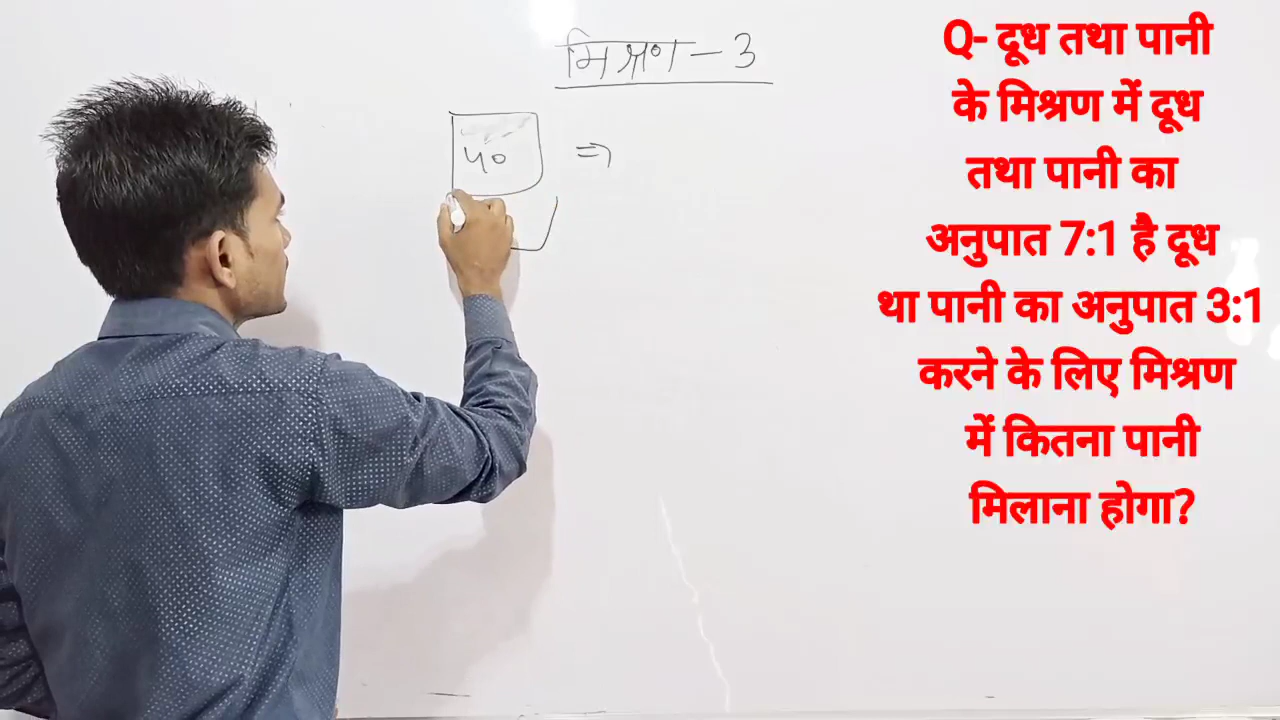 मिश्रण - 3
40
⇒
Q- दूध तथा पानी
के मिश्रण में दूध
तथा पानी का
अनुपात 7:1 है दूध
था पानी का अनुपात 3:1
करने के लिए मिश्रण
में कितना पानी
मिलाना होगा?